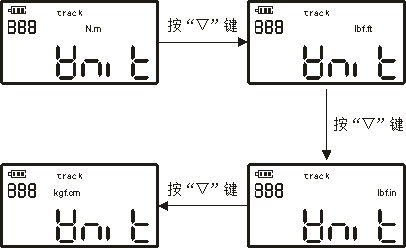 track
888
N.m
Unit
按“▽”键
track
888
lbf.ft
Unit
按“▽”键
track
888
lbf.in
Unit
按“▽”键
track
888
kgf.cm
Unit